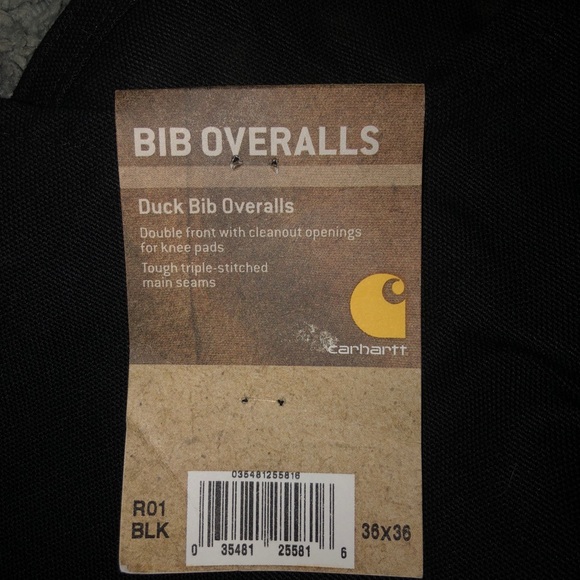 BIB OVERALLS
Duck Bib Overalls
Double front with cleanout openings
for knee pads
Tough triple-stitched
main seams
carhartt
035481255816
R01
BLK
36x36
0 35481 25581 6